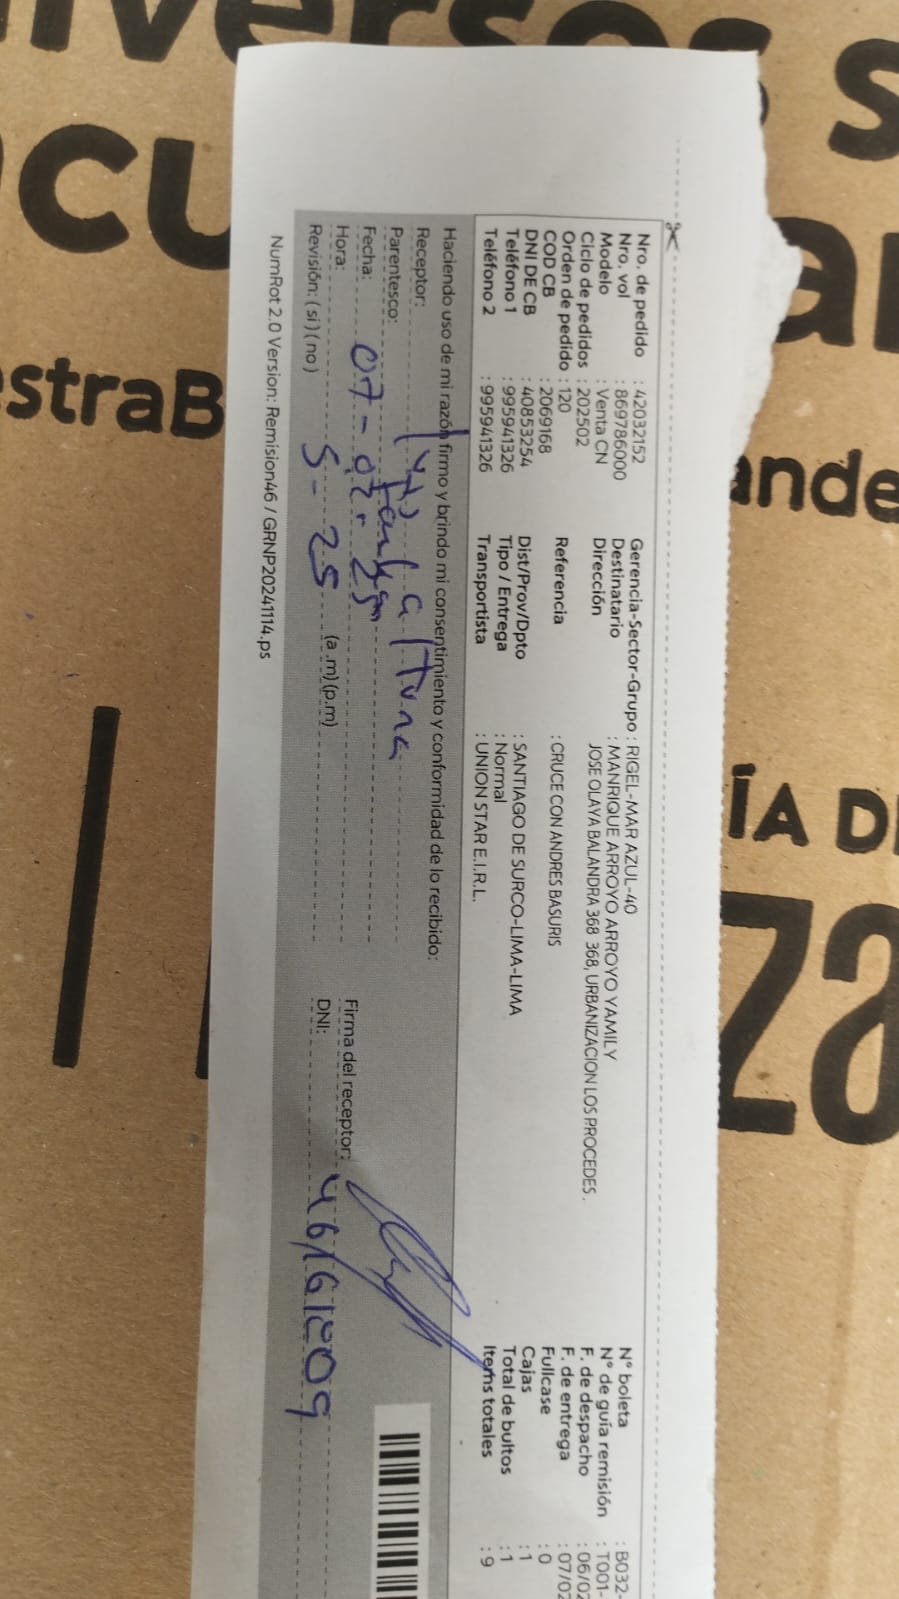 Nro. de pedido : 42032152
Nro. vol : 869786000
Modelo : Venta CN
Ciclo de pedidos : 202502
Orden de pedido : 120
COD CB : 2069168
DNI DE CB : 40853254
Teléfono 1 : 995941326
Teléfono 2 : 995941326
Gerencia-Sector-Grupo : RIGEL-MAR AZUL-40
Destinatario : MANRIQUE ARROYO ARROYO YAMILY
Dirección JOSE OLAYA BALANDRA 368 368, URBANIZACION LOS PROCEDES.
Referencia : CRUCE CON ANDRES BASURIS
Dist/Prov/Dpto : SANTIAGO DE SURCO-LIMA-LIMA
Tipo / Entrega : Normal
Transportista : UNION STAR E.I.R.L.
N° boleta : B032-
N° de guía remisión : T001-
F. de despacho : 06/02
F. de entrega : 07/02
Fullcase : 0
Cajas : 1
Total de bultos : 1
Items totales : 9
Haciendo uso de mi razón firmo y brindo mi consentimiento y conformidad de lo recibido:
Receptor: altuna
Parentesco:
Fecha: 07-02-25
Hora: 5-25 (a.m)(p.m)
Revisión: (si)(no)
Firma del receptor:
DNI: 46161009
NumRot 2.0 Version: Remision46 / GRNP20241114.ps
straB
ÍA D
za